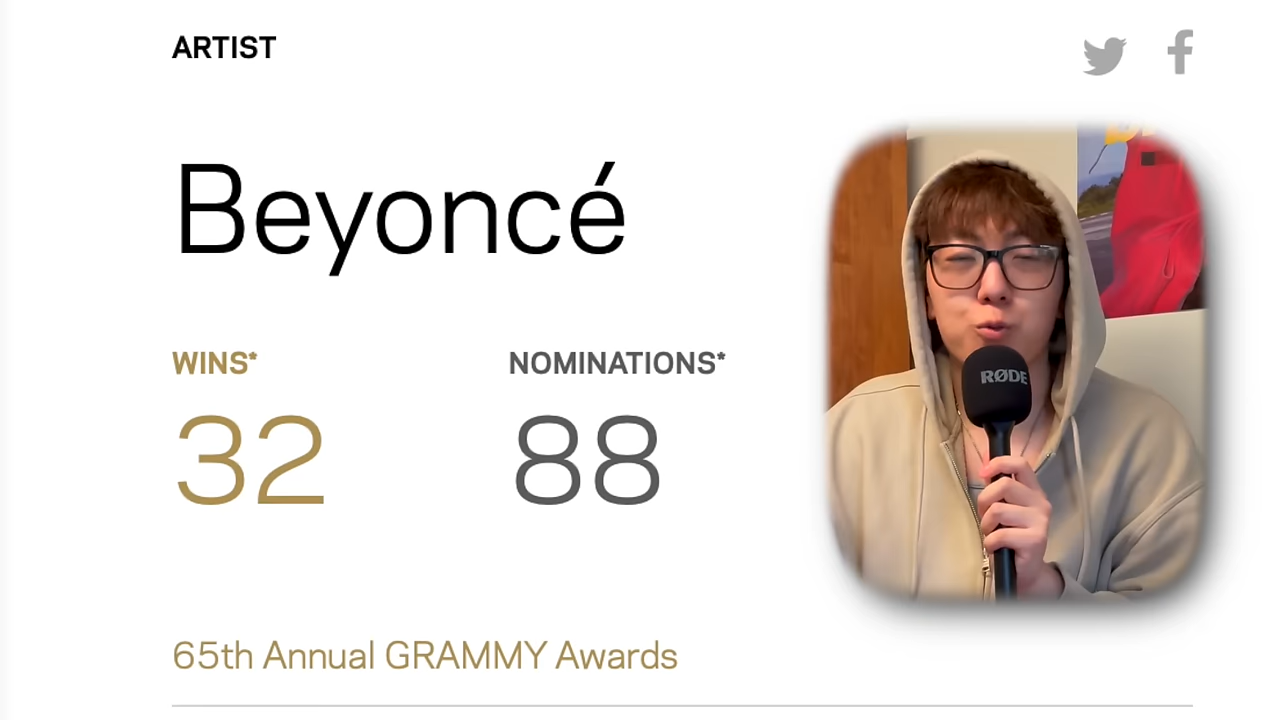 ARTIST
Beyoncé
WINS*
NOMINATIONS*
32
88
RØDE
65th Annual GRAMMY Awards